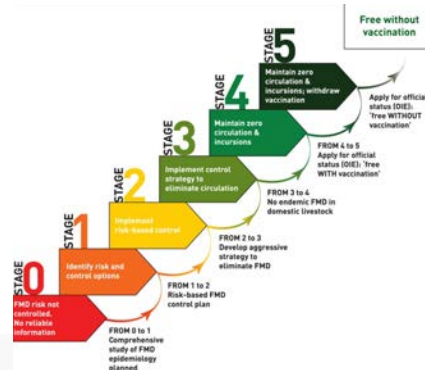 Free without
vaccination
STAGE
5
Maintain zero
circulation &
incursions; withdraw
vaccination
Apply for official
status (OIE):
'free WITHOUT
vaccination'
STAGE
4
Maintain zero
circulation &
incursions
FROM 4 to 5
Apply for official
status (OIE): 'free
WITH vaccination'
STAGE
3
Implement control
strategy to
eliminate circulation
FROM 3 to 4
No endemic FMD in
domestic livestock
STAGE
2
Implement
risk-based control
FROM 2 to 3
Develop aggressive
strategy to
eliminate FMD
STAGE
1
Identify risk and
control options
FROM 1 to 2
Risk-based FMD
control plan
STAGE
0
FMD risk not
controlled.
No reliable
information
FROM 0 to 1
Comprehensive
study of FMD
epidemiology
planned